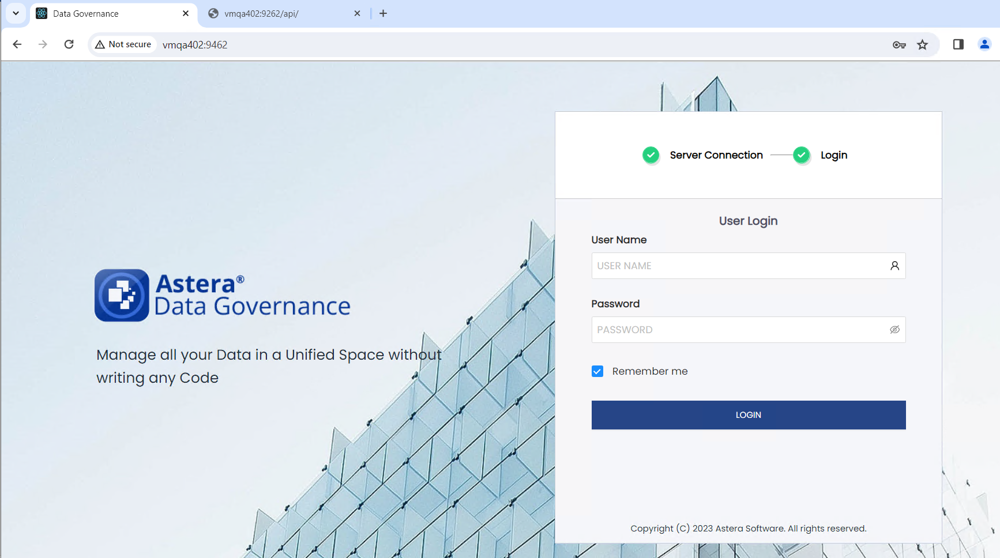 Data Governance
vmqa402:9262/api/
Not secure
vmqa402:9462
Server Connection
Login
User Login
User Name
USER NAME
Password
PASSWORD
Remember me
LOGIN
Copyright (C) 2023 Astera Software. All rights reserved.
Astera®
Data Governance
Manage all your Data in a Unified Space without
writing any Code